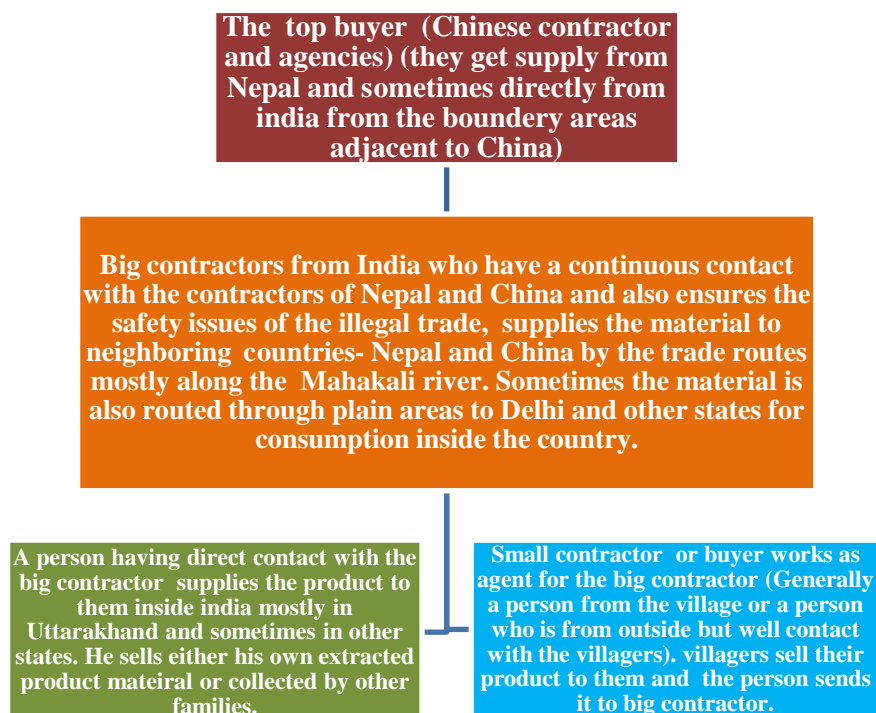 The top buyer (Chinese contractor
and agencies) (they get supply from
Nepal and sometimes directly from
india from the boundery areas
adjacent to China)
Big contractors from India who have a continuous contact
with the contractors of Nepal and China and also ensures the
safety issues of the illegal trade, supplies the material to
neighboring countries- Nepal and China by the trade routes
mostly along the Mahakali river. Sometimes the material is
also routed through plain areas to Delhi and other states for
consumption inside the country.
A person having direct contact with the
big contractor supplies the product to
them inside india mostly in
Uttarakhand and sometimes in other
states. He sells either his own extracted
product mateiral or collected by other
families.
Small contractor or buyer works as
agent for the big contractor (Generally
a person from the village or a person
who is from outside but well contact
with the villagers). villagers sell their
product to them and the person sends
it to big contractor.